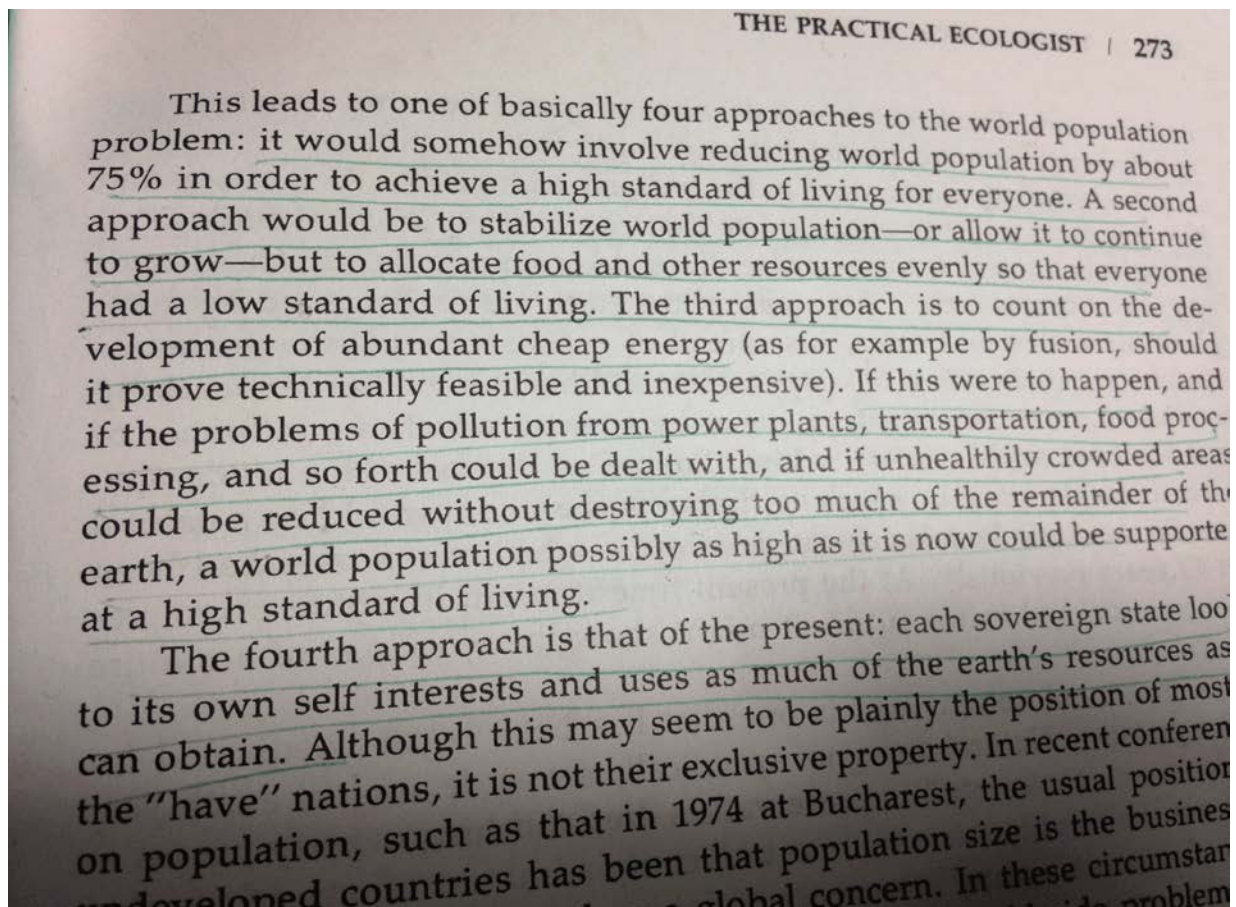 THE PRACTICAL ECOLOGIST | 273
This leads to one of basically four approaches to the world population
problem: it would somehow involve reducing world population by about
75% in order to achieve a high standard of living for everyone. A second
approach would be to stabilize world population—or allow it to continue
to grow—but to allocate food and other resources evenly so that everyone
had a low standard of living. The third approach is to count on the de-
velopment of abundant cheap energy (as for example by fusion, should
it prove technically feasible and inexpensive). If this were to happen, and
if the problems of pollution from power plants, transportation, food proc-
essing, and so forth could be dealt with, and if unhealthily crowded areas
could be reduced without destroying too much of the remainder of
earth, a world population possibly as high as it is now could be
at a high standard of living.
The fourth approach is that of the present: each sovereign state
to its own self interests and uses as much of the earth's resources as
can obtain. Although this may seem to be plainly the position of most
the "have" nations, it is not their exclusive property. In recent
on population, such as that in 1974 at Bucharest, the usual position
countries has been that population size is the
global concern. In these
problem